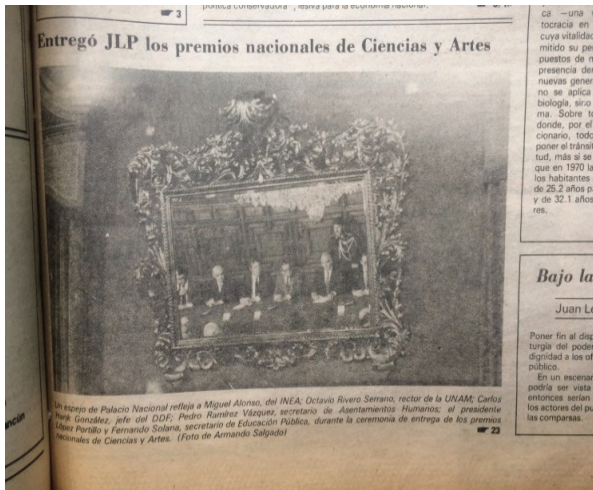 3
política conservadora", lesiva para la economía nacional.
Entregó JLP los premios nacionales de Ciencias y Artes
Un espejo de Palacio Nacional refleja a Miguel Alonso, del INEA; Octavio Rivero Serrano, rector de la UNAM; Carlos
Hank González, jefe del DDF; Pedro Ramírez Vázquez, secretario de Asentamientos Humanos; el presidente
López Portillo y Fernando Solana, secretario de Educación Pública, durante la ceremonia de entrega de los premios
nacionales de Ciencias y Artes. (Foto de Armando Salgado)
23
ca —una
tocracia en
cuya vitalidad
mitido su pe
puestos de m
presencia de
nuevas gener
no se aplica
biología, sino
ma. Sobre t
donde, por el
cionario, todo
poner el tránsi
tud, más si se
que en 1970 la
los habitantes
de 25.2 años p
y de 32.1 años
res.
Bajo la
Juan Le
Poner fin al disp
turgia del poder
dignidad a los of
público.
En un escenar
podría ser vista
entonces serían
los actores del pu
las comparsas.
ncún